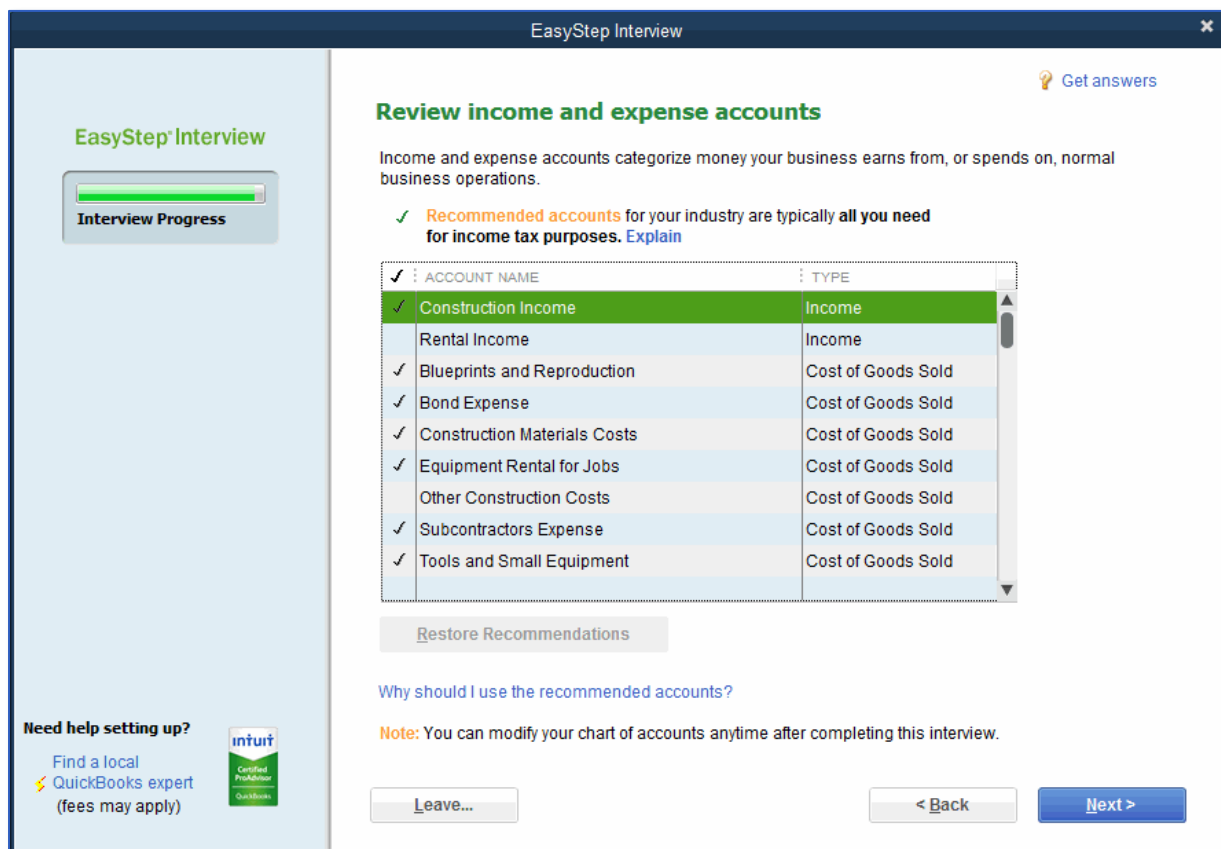 EasyStep Interview
Get answers
EasyStep Interview
Interview Progress
Review income and expense accounts
Income and expense accounts categorize money your business earns from, or spends on, normal
business operations.
Recommended accounts for your industry are typically all you need
for income tax purposes. Explain
ACCOUNT NAME TYPE
Construction Income Income
Rental Income Income
Blueprints and Reproduction Cost of Goods Sold
Bond Expense Cost of Goods Sold
Construction Materials Costs Cost of Goods Sold
Equipment Rental for Jobs Cost of Goods Sold
Other Construction Costs Cost of Goods Sold
Subcontractors Expense Cost of Goods Sold
Tools and Small Equipment Cost of Goods Sold
Restore Recommendations
Why should I use the recommended accounts?
Note: You can modify your chart of accounts anytime after completing this interview.
Need help setting up?
Find a local
QuickBooks expert
(fees may apply)
intuit
Certified
ProAdvisor
QuickBooks
Leave...
< Back
Next >